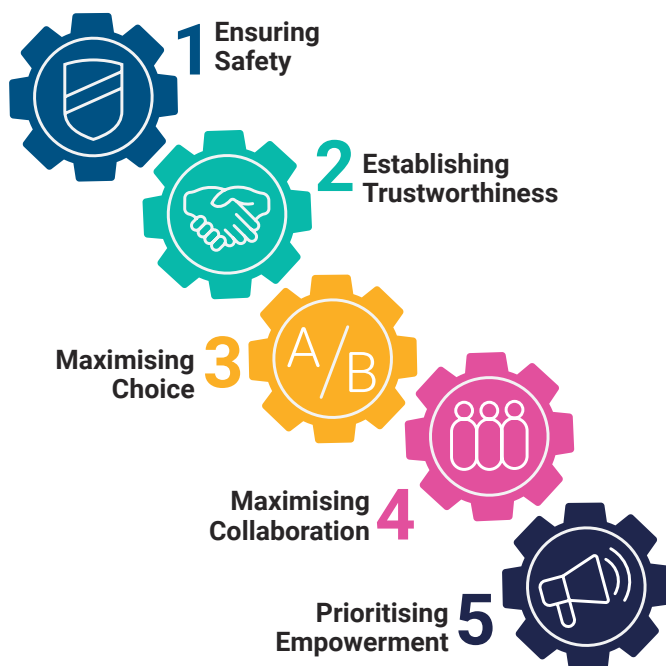 1 Ensuring
Safety
2 Establishing
Trustworthiness
Maximising 3
Choice
A/B
Maximising
Collaboration 4
Prioritising 5
Empowerment